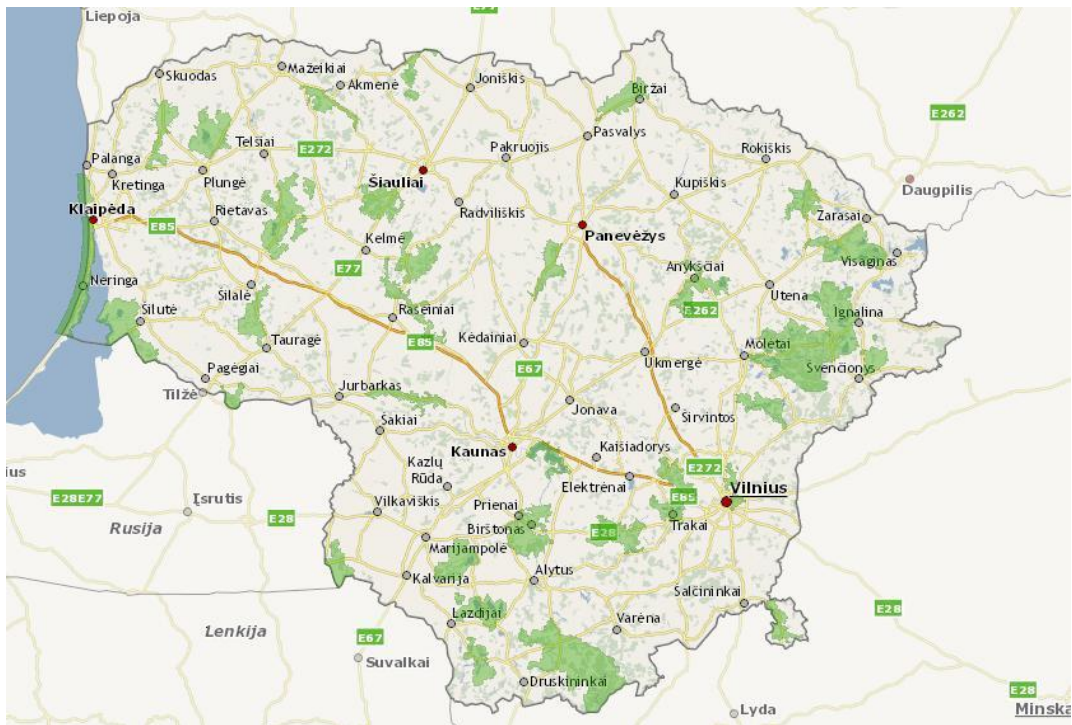 E77
Liepoja
Skuodas
Mažeikiai
Akmenė
Joniškis
Biržai
E262
Pasvalys
Palanga
Kretinga
Plungė
Telšiai
E272
Šiauliai
Pakruojis
Rokiškis
Daugpilis
Kupiškis
Klaipėda
E85
Rietavas
Radviliškis
Panevėžys
Zarasai
Kelmė
E77
Anykščiai
Visaginas
Neringa
Šilutė
Šilalė
Raseiniai
E262
Utena
Ignalina
Tauragė
E85
Kėdainiai
Ukmergė
Molėtai
Švenčionys
Pagėgiai
Tilžė
Jurbarkas
E67
Jonava
Širvintos
Šakiai
Kaunas
Kaišiadorys
Kazlų
Rūda
E272
Elektrėnai
E85
Vilnius
ius
E28E77
Įsrutis
E28
Rusija
Vilkaviškis
Prienai
Birštonas
E28
Trakai
Marijampolė
Kalvarija
Alytus
Šalčininkai
E28
Lenkija
E67
Lazdijai
Varėna
Suvalkai
Druskininkai
E28
Lyda
Minska